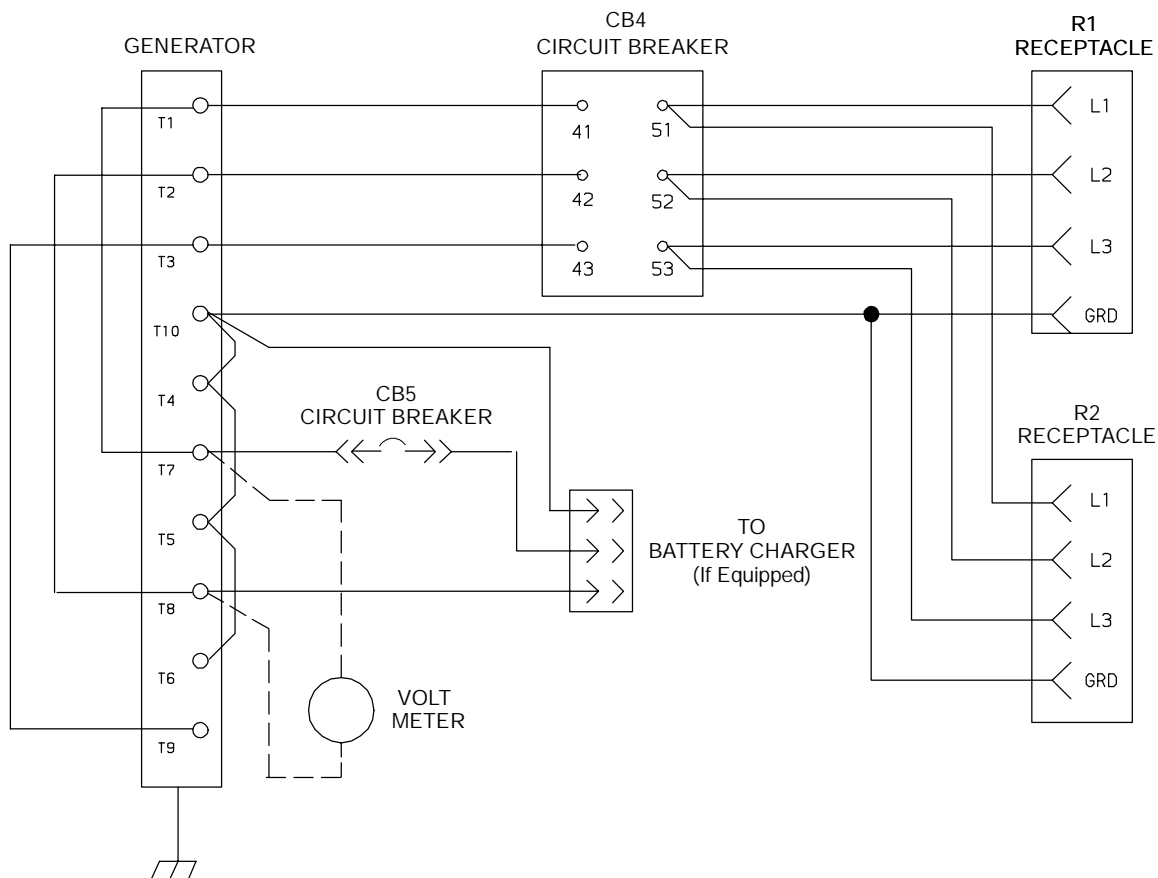 GENERATOR
T1
T2
T3
T10
T4
T7
T5
T8
T6
T9
CB4
CIRCUIT BREAKER
41
51
42
52
43
53
R1
RECEPTACLE
L1
L2
L3
GRD
CB5
CIRCUIT BREAKER
TO
BATTERY CHARGER
(If Equipped)
VOLT
METER
R2
RECEPTACLE
L1
L2
L3
GRD